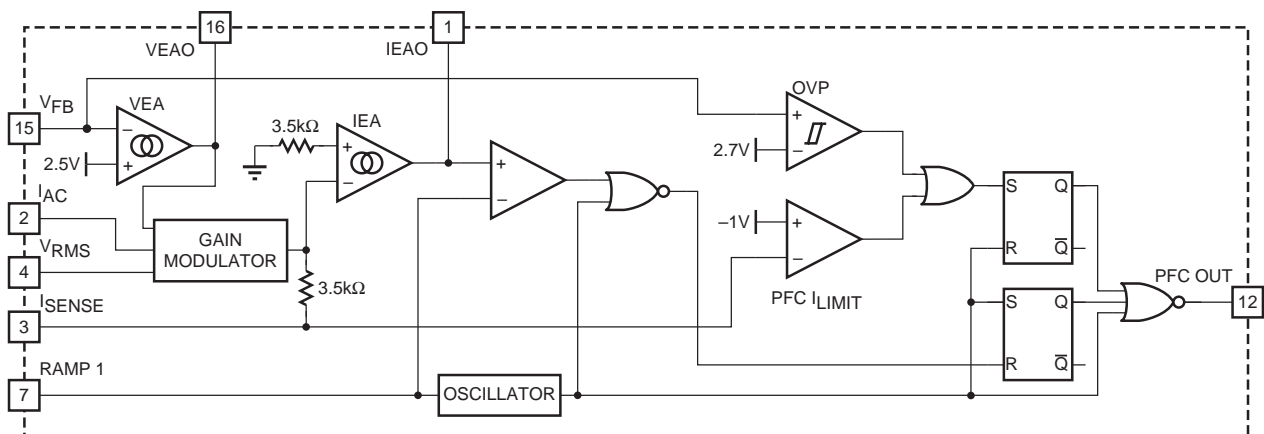 16
VEAO
1
IEAO
VFB
15
VEA
−
+
2.5V
3.5kΩ
IEA
+
−
+
−
OVP
+
2.7V
−
IAC
2
VRMS
4
GAIN
MODULATOR
3.5kΩ
–1V
+
−
PFC ILIMIT
S
Q
R
Q
S
Q
R
Q
PFC OUT
12
ISENSE
3
RAMP 1
7
OSCILLATOR